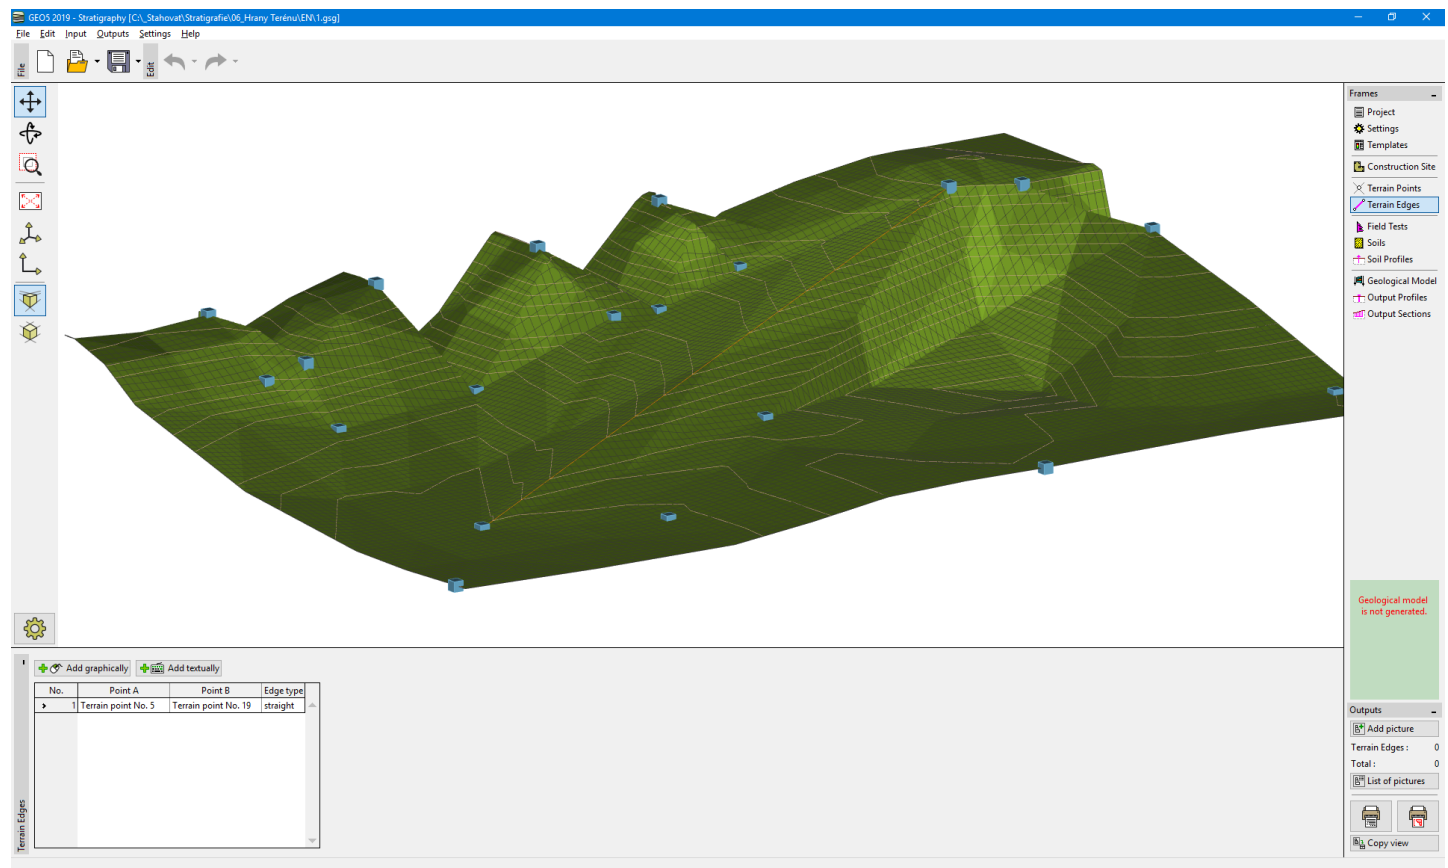 GEO5 2019 - Stratigraphy [C:\_Stahovat\Stratigrafie\06_Hrany Terénu\EN\1.gsg]
File Edit Input Outputs Settings Help
File
Edit
Frames
Project
Settings
Templates
Construction Site
Terrain Points
Terrain Edges
Field Tests
Soils
Soil Profiles
Geological Model
Output Profiles
Output Sections
Geological model
is not generated.
Add graphically Add textually
No. Point A Point B Edge type
1 Terrain point No. 5 Terrain point No. 19 straight
Terrain Edges
Outputs
Add picture
Terrain Edges : 0
Total : 0
List of pictures
Copy view